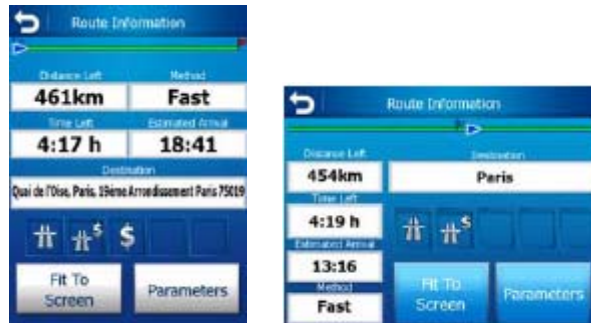 Route Information
Distance Left
Method
461km
Fast
Time Left
Estimated Arrival
4:17 h
18:41
Destination
Quai de l'Oise, Paris, 19ème Arrondissement Paris 75019
$
$
Fit To
Screen
Parameters
Route Information
Distance Left
Destination
454km
Paris
Time Left
4:19 h
$
Estimated Arrival
13:16
Method
Fast
Fit To
Screen
Parameters